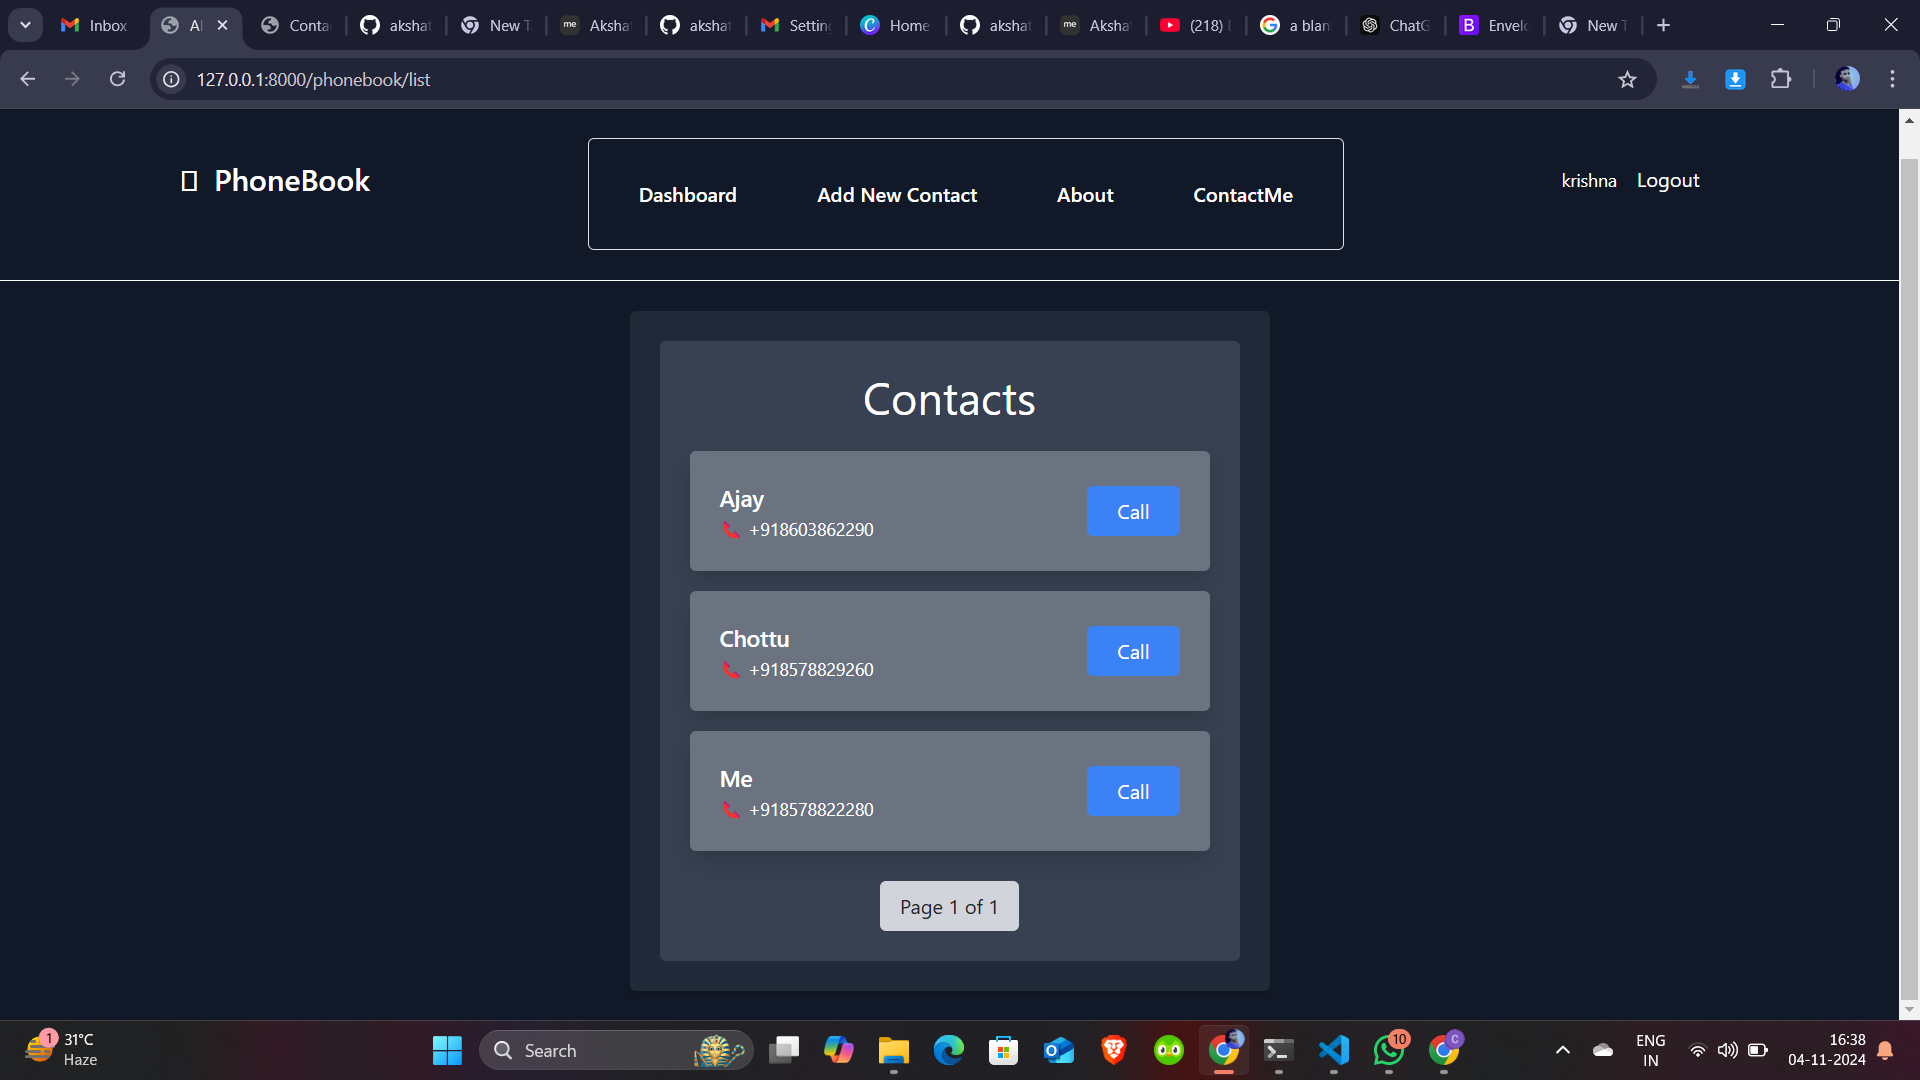 Inbox
Al
Conta
akshat
New T
me Aksha
akshat
Settin
Home
akshat
me Aksha
(218)
a blan
ChatG
B Envelo
New T
127.0.0.1:8000/phonebook/list
PhoneBook
Dashboard
Add New Contact
About
ContactMe
krishna
Logout
Contacts
Ajay
+918603862290
Call
Chottu
+918578829260
Call
Me
+918578822280
Call
Page 1 of 1
1
31°C
Haze
Search
10
C
ENG
IN
16:38
04-11-2024